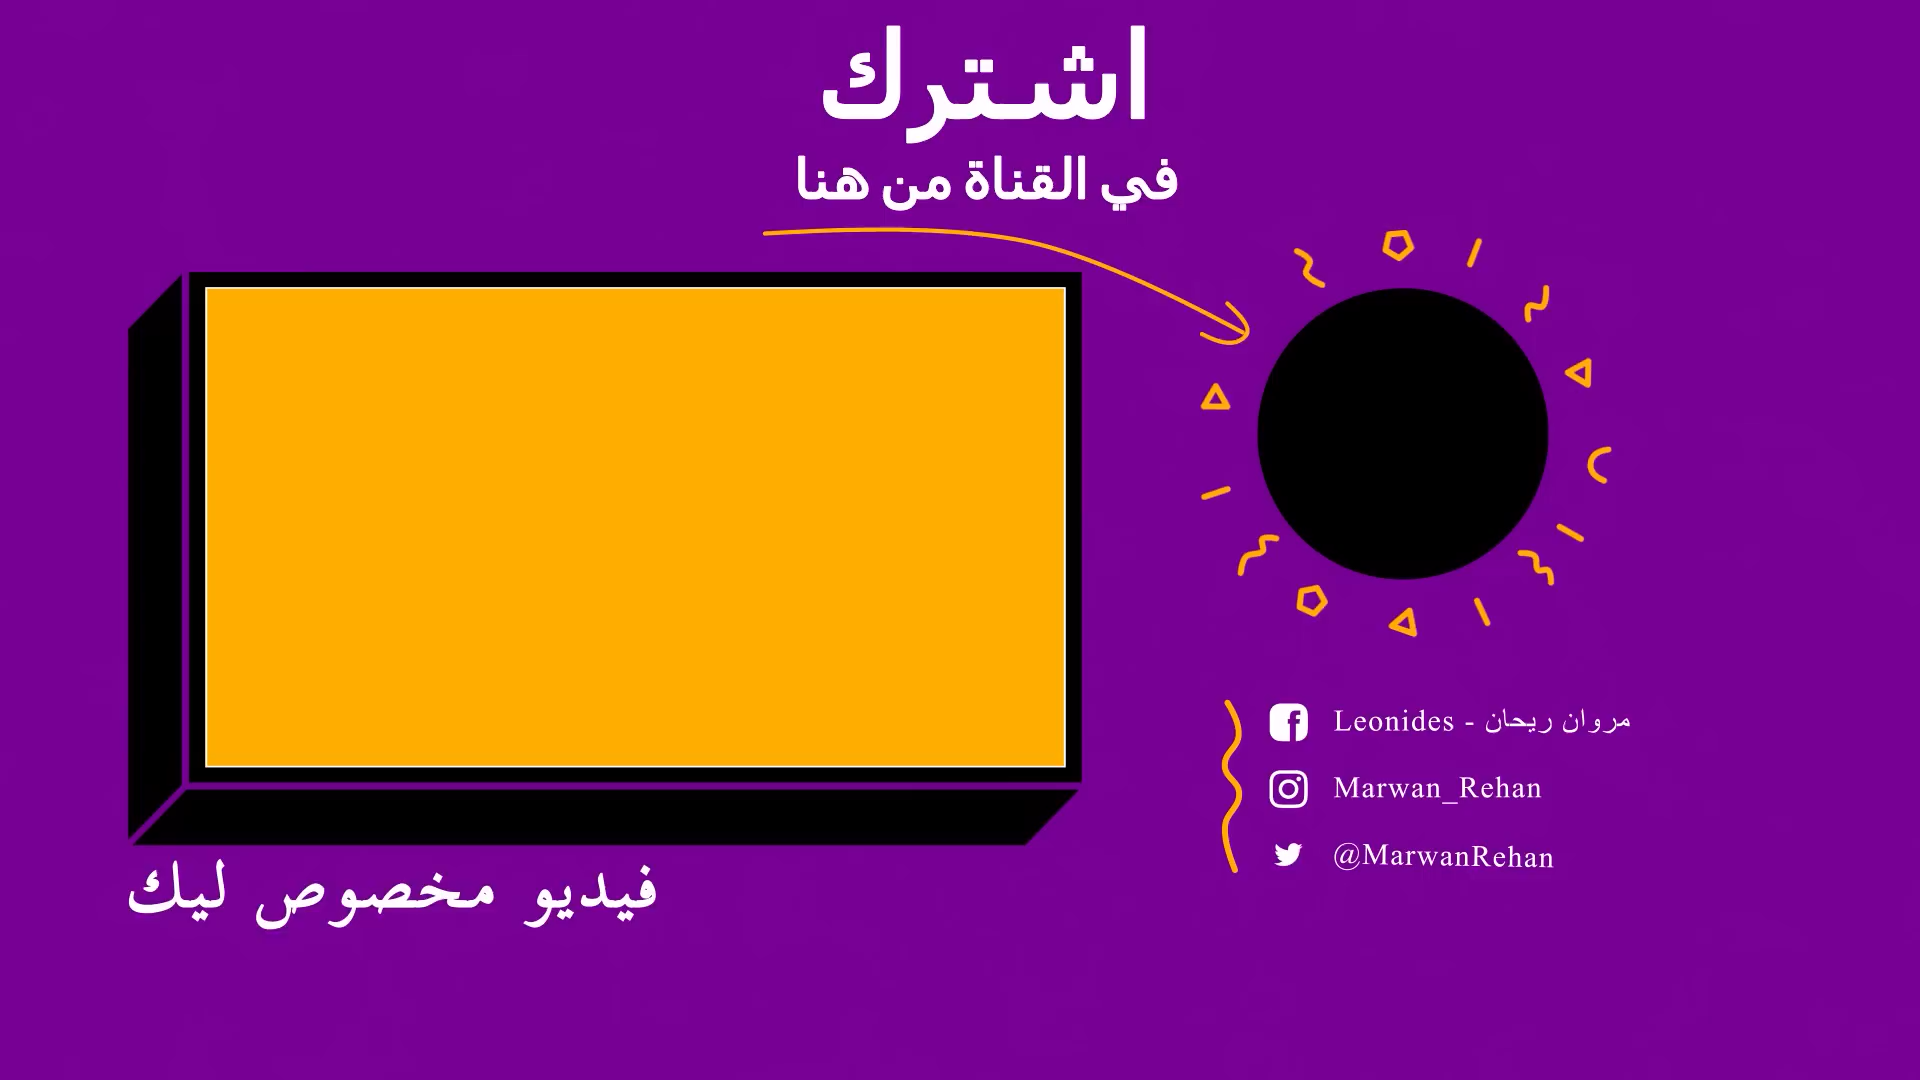 اشترك
في القناة من هنا
Leonides - مروان ريحان
Marwan_Rehan
@MarwanRehan
فيديو مخصوص ليك